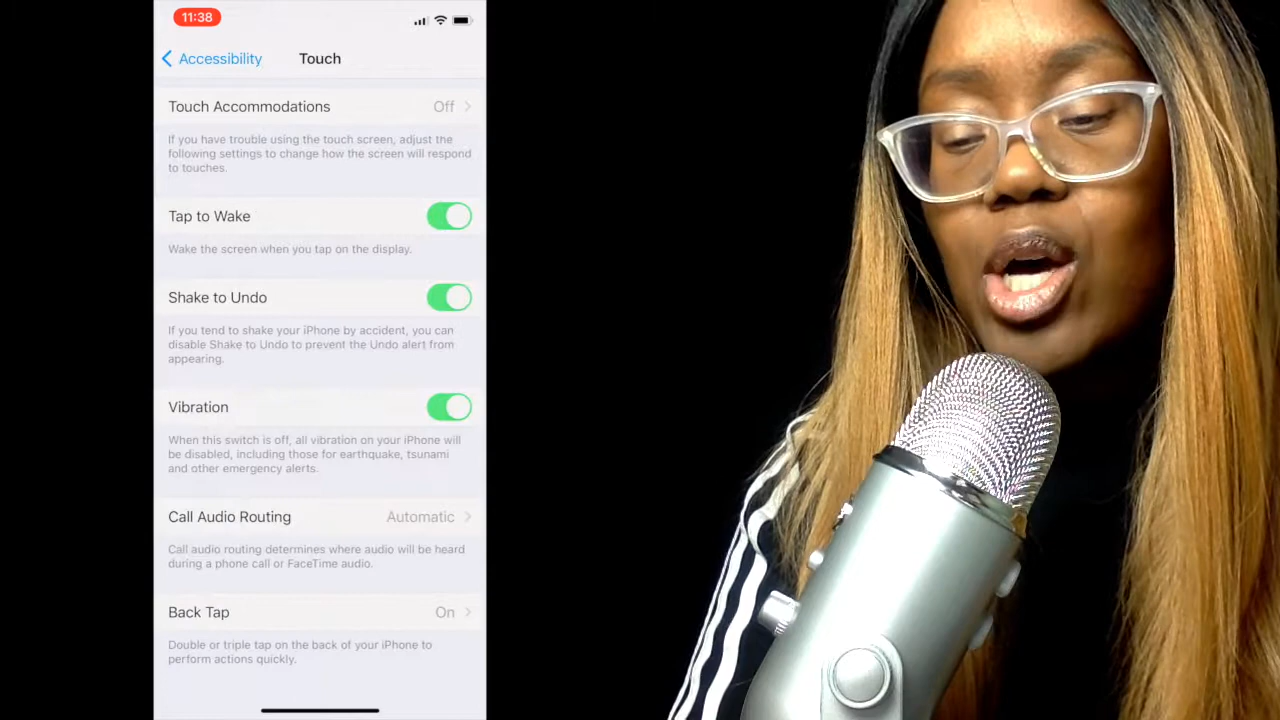 11:38
Accessibility
Touch
Touch Accommodations Off
If you have trouble using the touch screen, adjust the
following settings to change how the screen will respond
to touches.
Tap to Wake
Wake the screen when you tap on the display.
Shake to Undo
If you tend to shake your iPhone by accident, you can
disable Shake to Undo to prevent the Undo alert from
appearing.
Vibration
When this switch is off, all vibration on your iPhone will
be disabled, including those for earthquake, tsunami
and other emergency alerts.
Call Audio Routing Automatic
Call audio routing determines where audio will be heard
during a phone call or FaceTime audio.
Back Tap On
Double or triple tap on the back of your iPhone to
perform actions quickly.